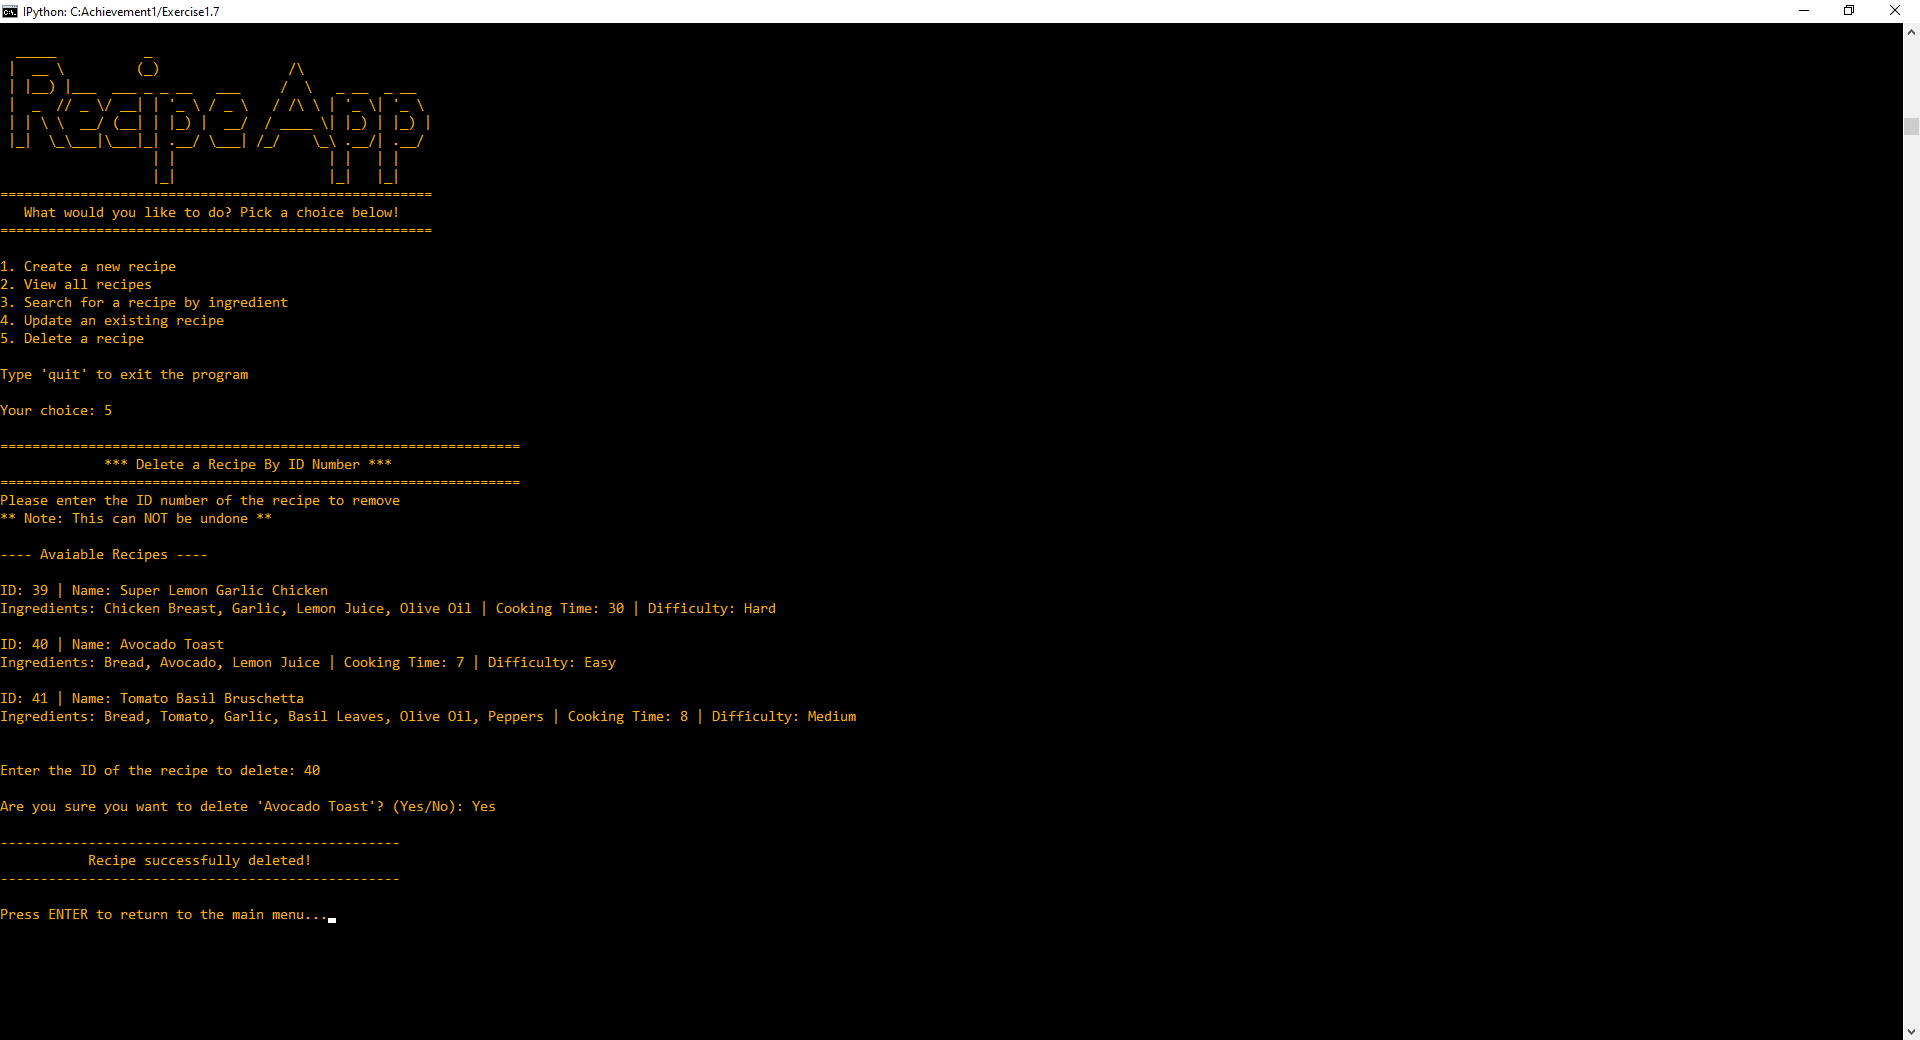 IPython: C:Achievement1/Exercise1.7
Recipe App
======================================================
What would you like to do? Pick a choice below!
======================================================
1. Create a new recipe
2. View all recipes
3. Search for a recipe by ingredient
4. Update an existing recipe
5. Delete a recipe
Type 'quit' to exit the program
Your choice: 5
=================================================================
*** Delete a Recipe By ID Number ***
=================================================================
Please enter the ID number of the recipe to remove
** Note: This can NOT be undone **
---- Avaiable Recipes ----
ID: 39 | Name: Super Lemon Garlic Chicken
Ingredients: Chicken Breast, Garlic, Lemon Juice, Olive Oil | Cooking Time: 30 | Difficulty: Hard
ID: 40 | Name: Avocado Toast
Ingredients: Bread, Avocado, Lemon Juice | Cooking Time: 7 | Difficulty: Easy
ID: 41 | Name: Tomato Basil Bruschetta
Ingredients: Bread, Tomato, Garlic, Basil Leaves, Olive Oil, Peppers | Cooking Time: 8 | Difficulty: Medium
Enter the ID of the recipe to delete: 40
Are you sure you want to delete 'Avocado Toast'? (Yes/No): Yes
--------------------------------------------------
Recipe successfully deleted!
--------------------------------------------------
Press ENTER to return to the main menu...